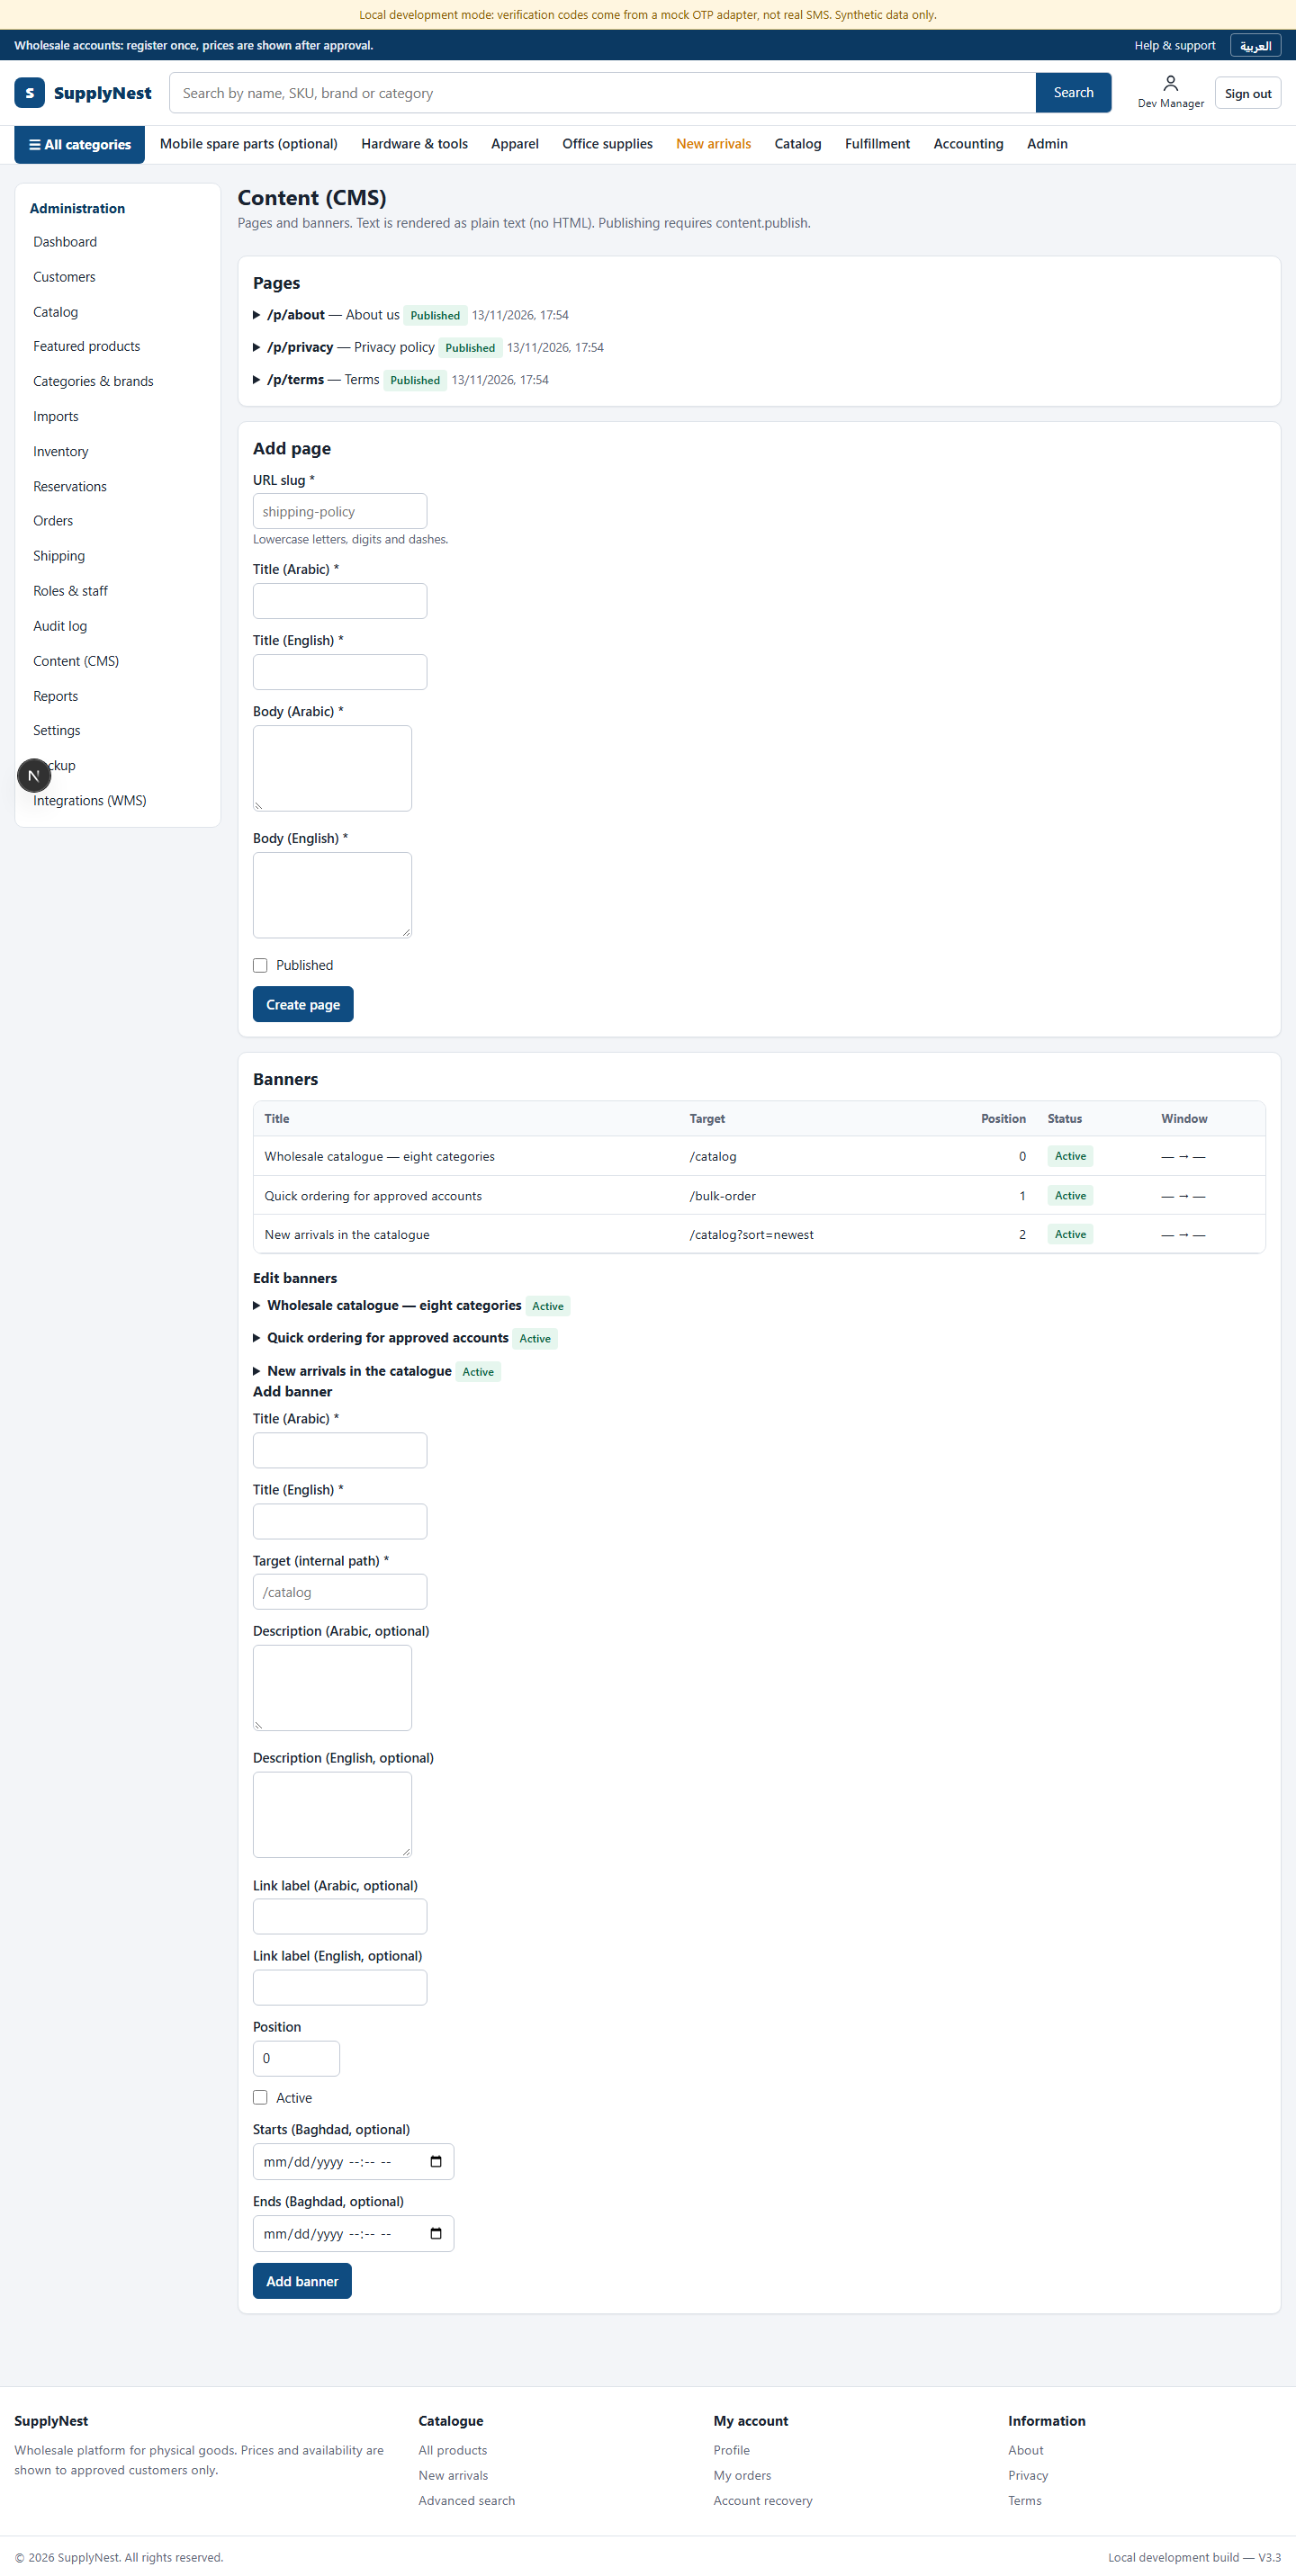 Local development mode: verification codes come from a mock OTP adapter, not real SMS. Synthetic data only.
Wholesale accounts: register once, prices are shown after approval.
Help & support
العربية
S
SupplyNest
Search by name, SKU, brand or category
Search
Dev Manager
Sign out
☰ All categories
Mobile spare parts (optional)
Hardware & tools
Apparel
Office supplies
New arrivals
Catalog
Fulfillment
Accounting
Admin
Administration
Dashboard
Customers
Catalog
Featured products
Categories & brands
Imports
Inventory
Reservations
Orders
Shipping
Roles & staff
Audit log
Content (CMS)
Reports
Settings
N
ckup
Integrations (WMS)
Content (CMS)
Pages and banners. Text is rendered as plain text (no HTML). Publishing requires content.publish.
Pages
▶ /p/about — About us Published 13/11/2026, 17:54
▶ /p/privacy — Privacy policy Published 13/11/2026, 17:54
▶ /p/terms — Terms Published 13/11/2026, 17:54
Add page
URL slug *
shipping-policy
Lowercase letters, digits and dashes.
Title (Arabic) *
Title (English) *
Body (Arabic) *
Body (English) *
Published
Create page
Banners
Title Target Position Status Window
Wholesale catalogue — eight categories /catalog 0 Active — → —
Quick ordering for approved accounts /bulk-order 1 Active — → —
New arrivals in the catalogue /catalog?sort=newest 2 Active — → —
Edit banners
▶ Wholesale catalogue — eight categories Active
▶ Quick ordering for approved accounts Active
▶ New arrivals in the catalogue Active
Add banner
Title (Arabic) *
Title (English) *
Target (internal path) *
/catalog
Description (Arabic, optional)
Description (English, optional)
Link label (Arabic, optional)
Link label (English, optional)
Position
0
Active
Starts (Baghdad, optional)
mm/dd/yyyy --:-- --
Ends (Baghdad, optional)
mm/dd/yyyy --:-- --
Add banner
SupplyNest
Wholesale platform for physical goods. Prices and availability are
shown to approved customers only.
Catalogue
All products
New arrivals
Advanced search
My account
Profile
My orders
Account recovery
Information
About
Privacy
Terms
© 2026 SupplyNest. All rights reserved.
Local development build — V3.3